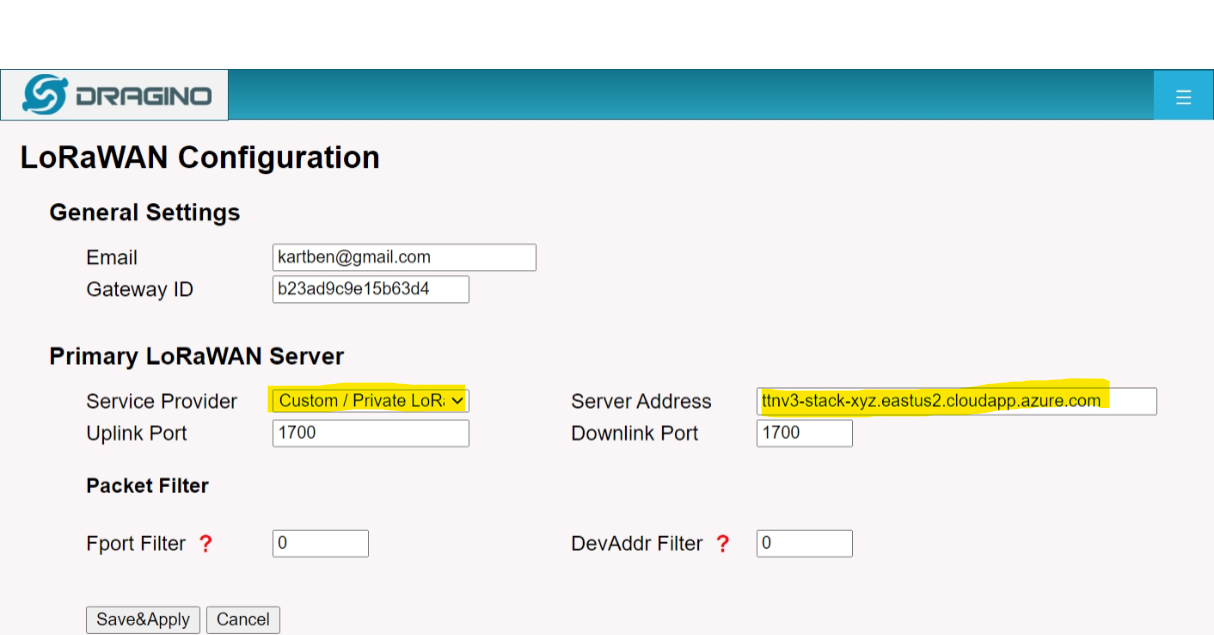 DRAGINO
☰
LoRaWAN Configuration
General Settings
Email kartben@gmail.com
Gateway ID b23ad9c9e15b63d4
Primary LoRaWAN Server
Service Provider Custom / Private LoRa Server Address ttnv3-stack-xyz.eastus2.cloudapp.azure.com
Uplink Port 1700 Downlink Port 1700
Packet Filter
Fport Filter ? 0 DevAddr Filter ? 0
Save&Apply Cancel